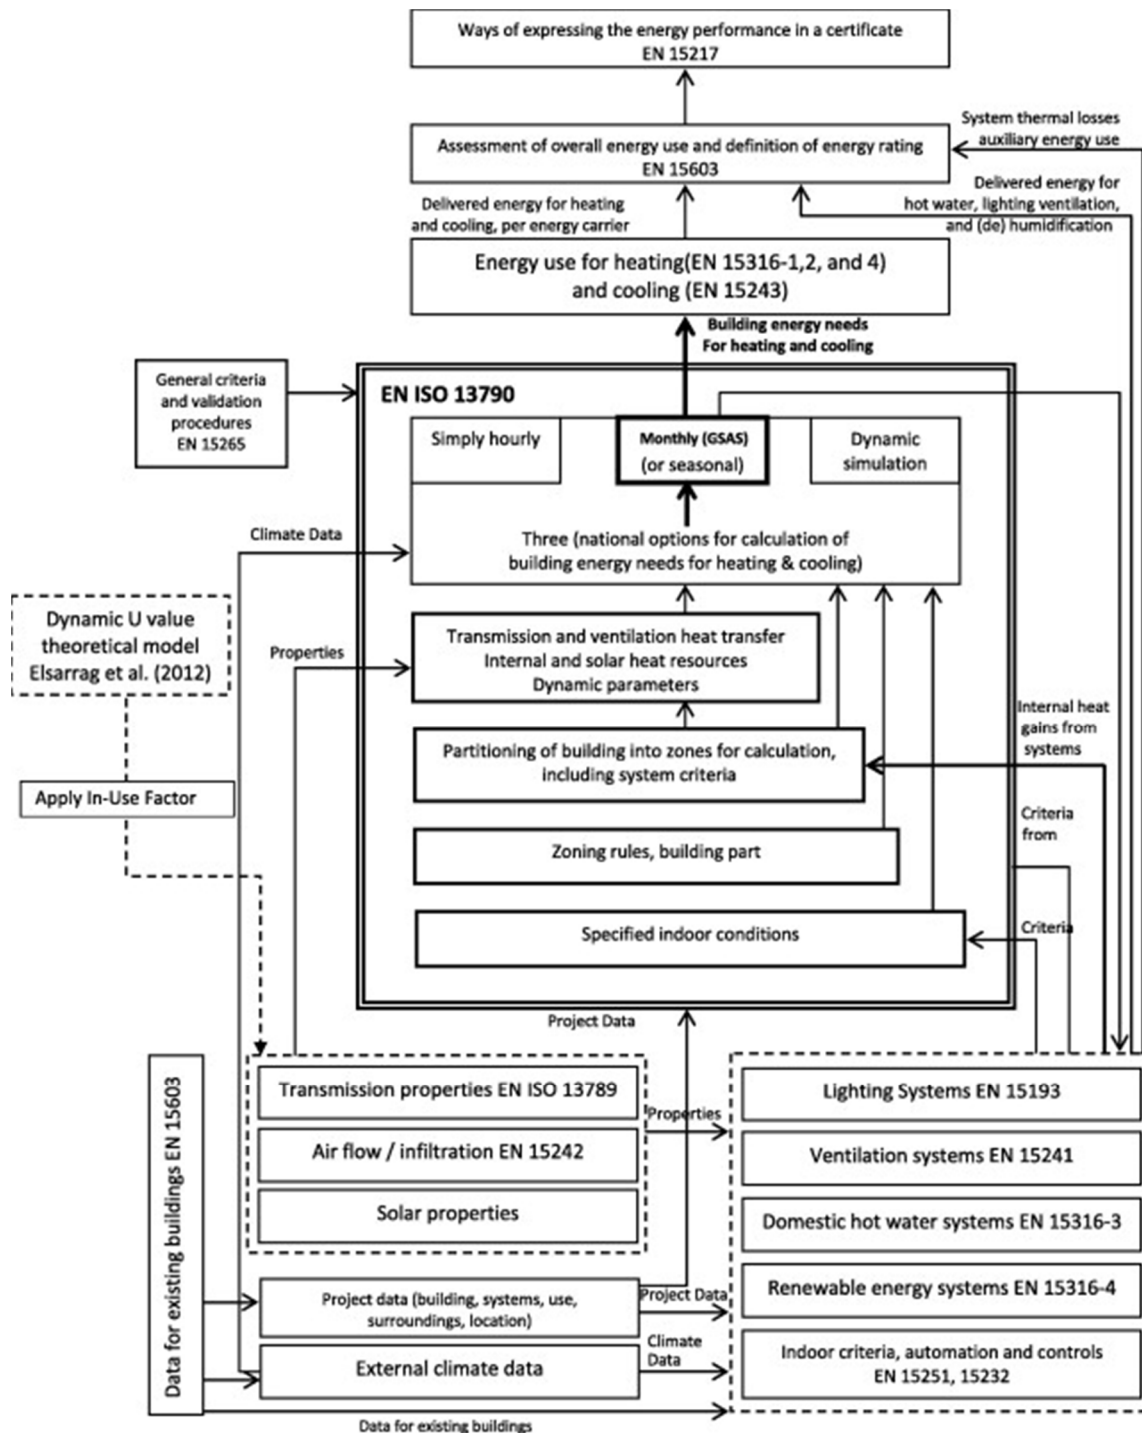 Ways of expressing the energy performance in a certificate
EN 15217
System thermal losses
auxiliary energy use
Assessment of overall energy use and definition of energy rating
EN 15603
Delivered energy for heating
and cooling, per energy carrier
Delivered energy for
hot water, lighting ventilation,
and (de) humidification
Energy use for heating(EN 15316-1,2, and 4)
and cooling (EN 15243)
Building energy needs
For heating and cooling
General criteria
and validation
procedures
EN 15265
EN ISO 13790
Simply hourly
Monthly (GSAS)
(or seasonal)
Dynamic
simulation
Climate Data
Three (national options for calculation of
building energy needs for heating & cooling)
Dynamic U value
theoretical model
Elsarrag et al. (2012)
Properties
Transmission and ventilation heat transfer
Internal and solar heat resources
Dynamic parameters
Internal heat
gains from
systems
Partitioning of building into zones for calculation,
including system criteria
Apply In-Use Factor
Criteria
from
Zoning rules, building part
Specified indoor conditions
Criteria
Project Data
Data for existing buildings EN 15603
Transmission properties EN ISO 13789
Air flow / infiltration EN 15242
Solar properties
Properties
Lighting Systems EN 15193
Ventilation systems EN 15241
Domestic hot water systems EN 15316-3
Renewable energy systems EN 15316-4
Indoor criteria, automation and controls
EN 15251, 15232
Project data (building, systems, use,
surroundings, location)
Project Data
External climate data
Climate
Data
Data for existing buildings